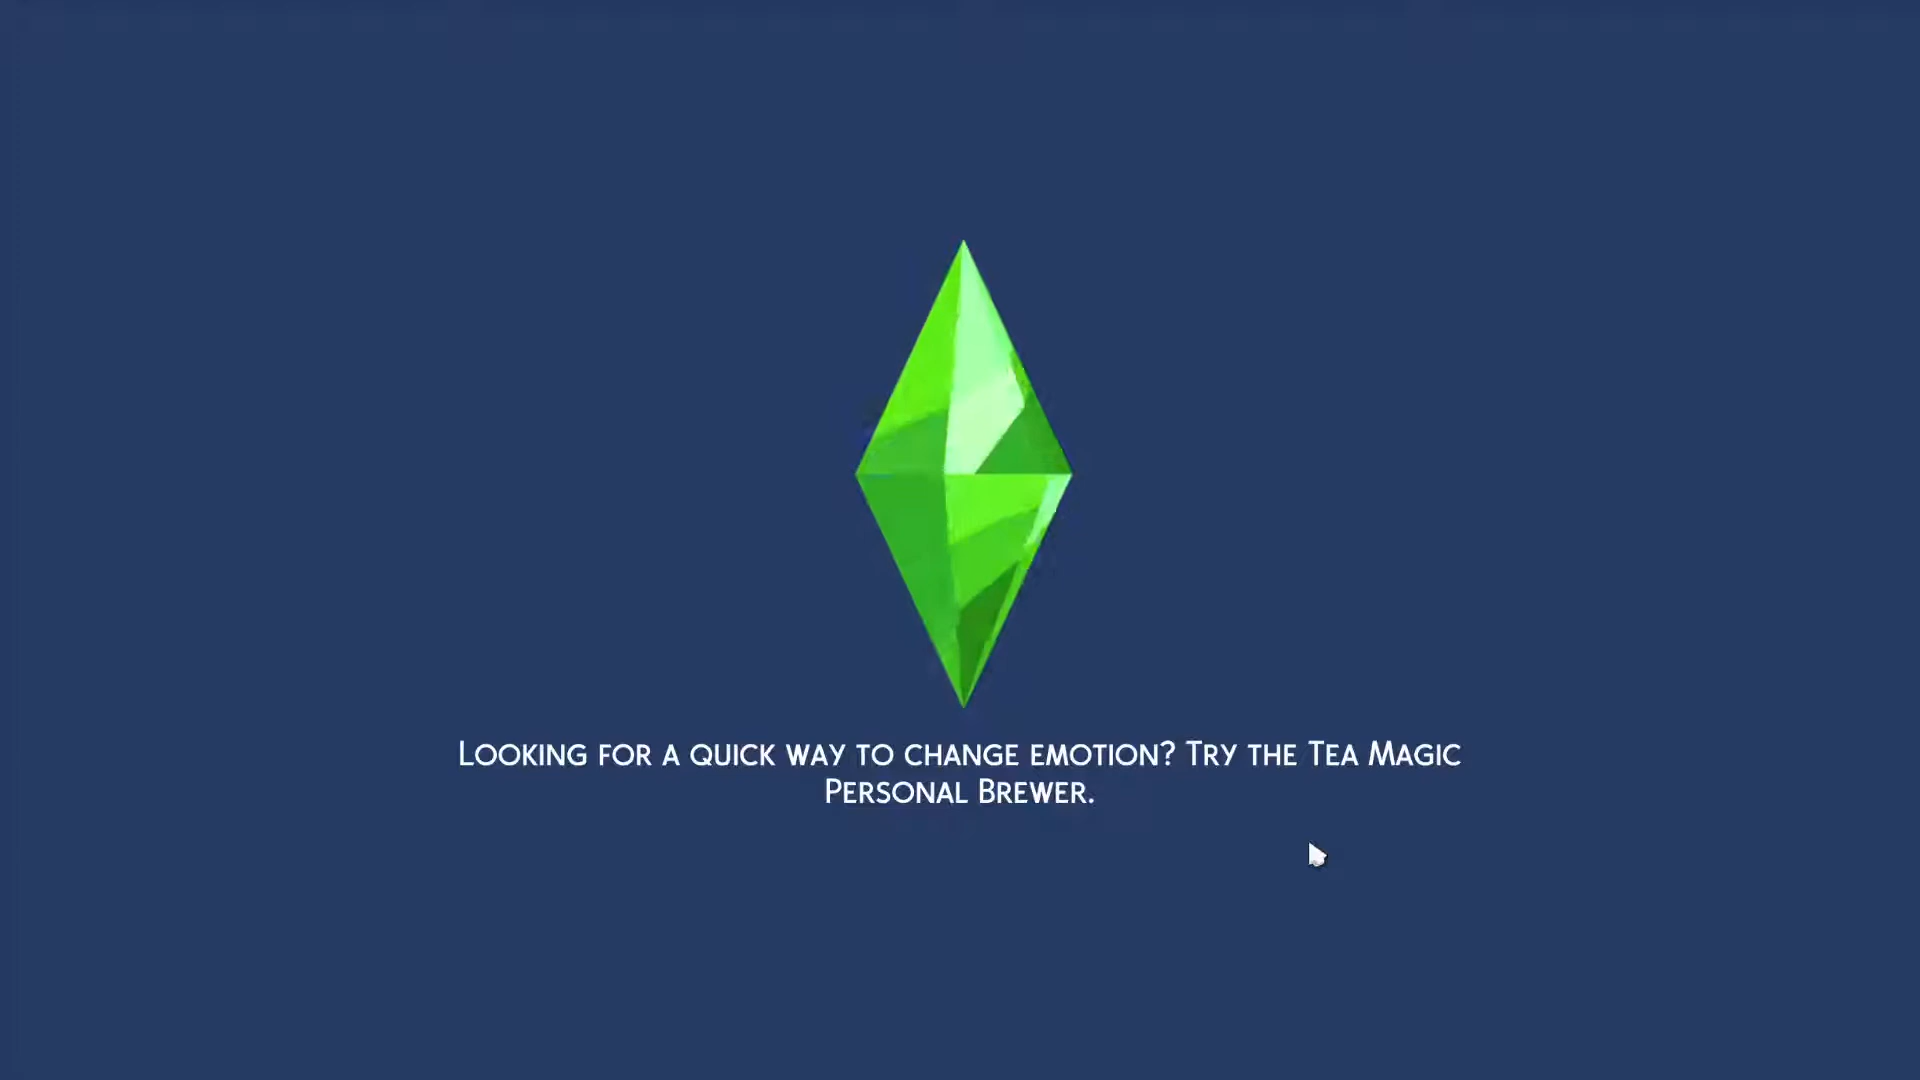 Looking for a quick way to change emotion? Try the Tea Magic
Personal Brewer.